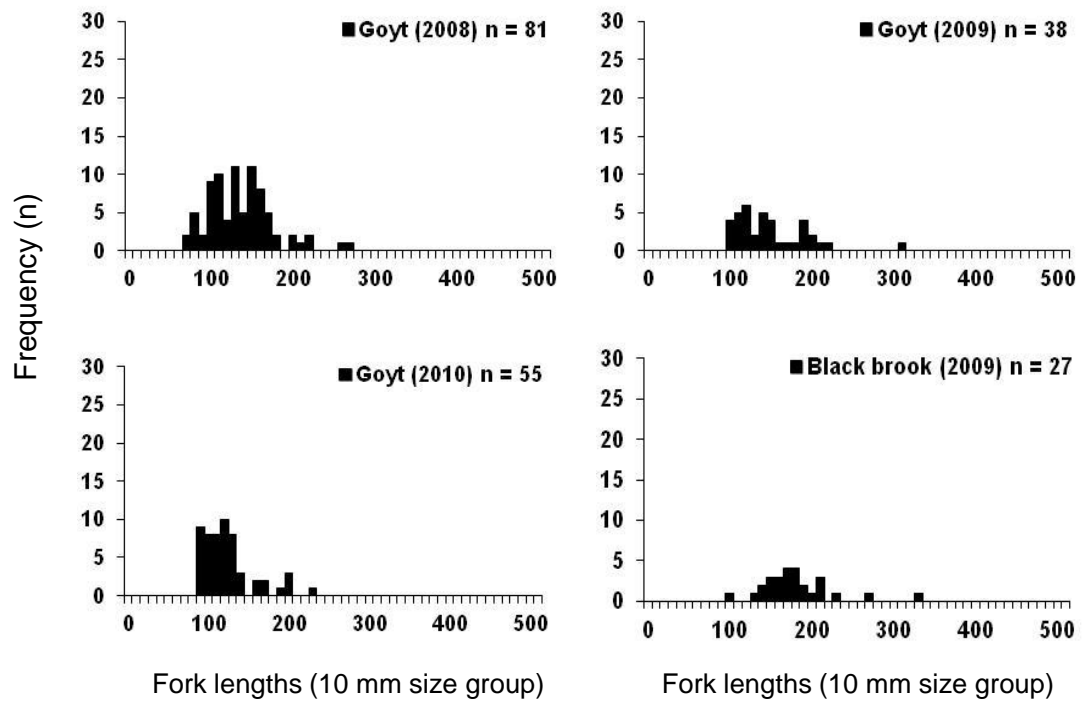 Frequency (n)
Goyt (2008) n = 81
30
25
20
15
10
5
0
0 100 200 300 400 500
Goyt (2009) n = 38
30
25
20
15
10
5
0
0 100 200 300 400 500
Goyt (2010) n = 55
30
25
20
15
10
5
0
0 100 200 300 400 500
Black brook (2009) n = 27
30
25
20
15
10
5
0
0 100 200 300 400 500
Fork lengths (10 mm size group)
Fork lengths (10 mm size group)